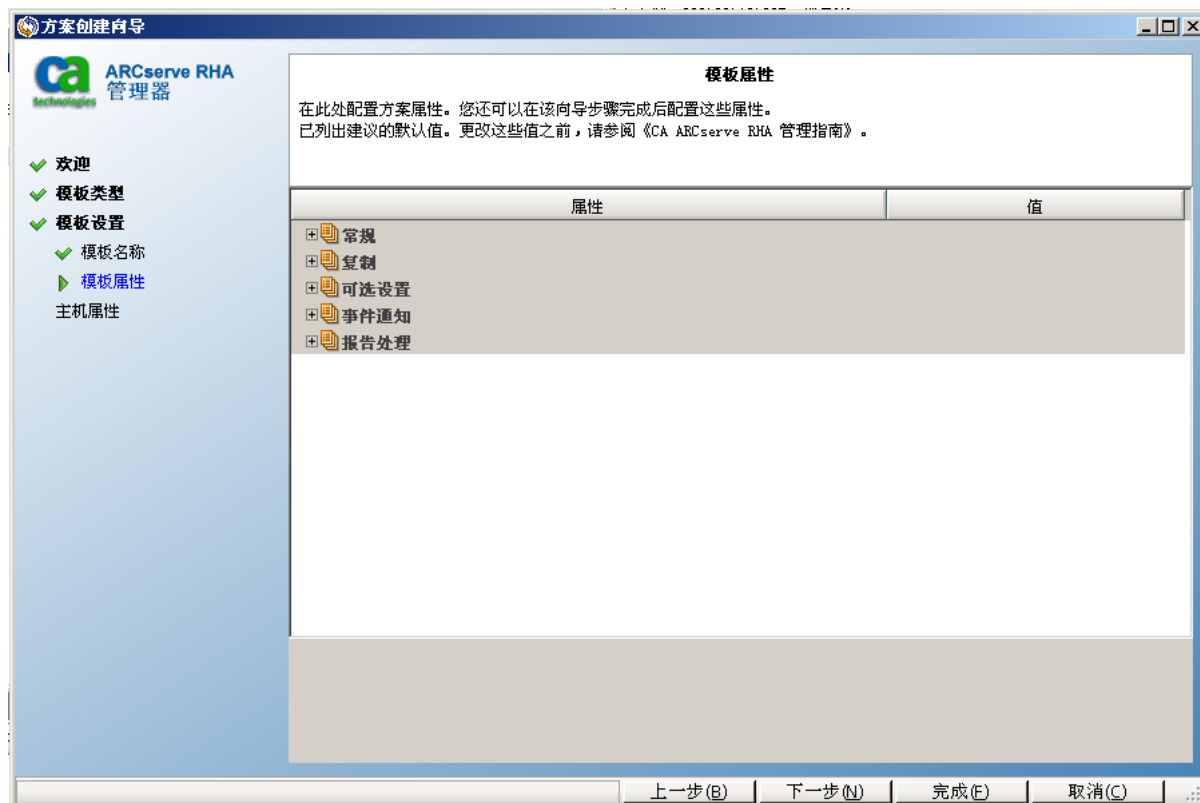 方案创建向导
ca
technologies
ARCserve RHA
管理器
欢迎
模板类型
模板设置
模板名称
模板属性
主机属性
模板属性
在此处配置方案属性。您还可以在该向导步骤完成后配置这些属性。
已列出建议的默认值。更改这些值之前，请参阅《CA ARCserve RHA 管理指南》。
属性
值
常规
复制
可选设置
事件通知
报告处理
上一步(B)
下一步(N)
完成(F)
取消(C)